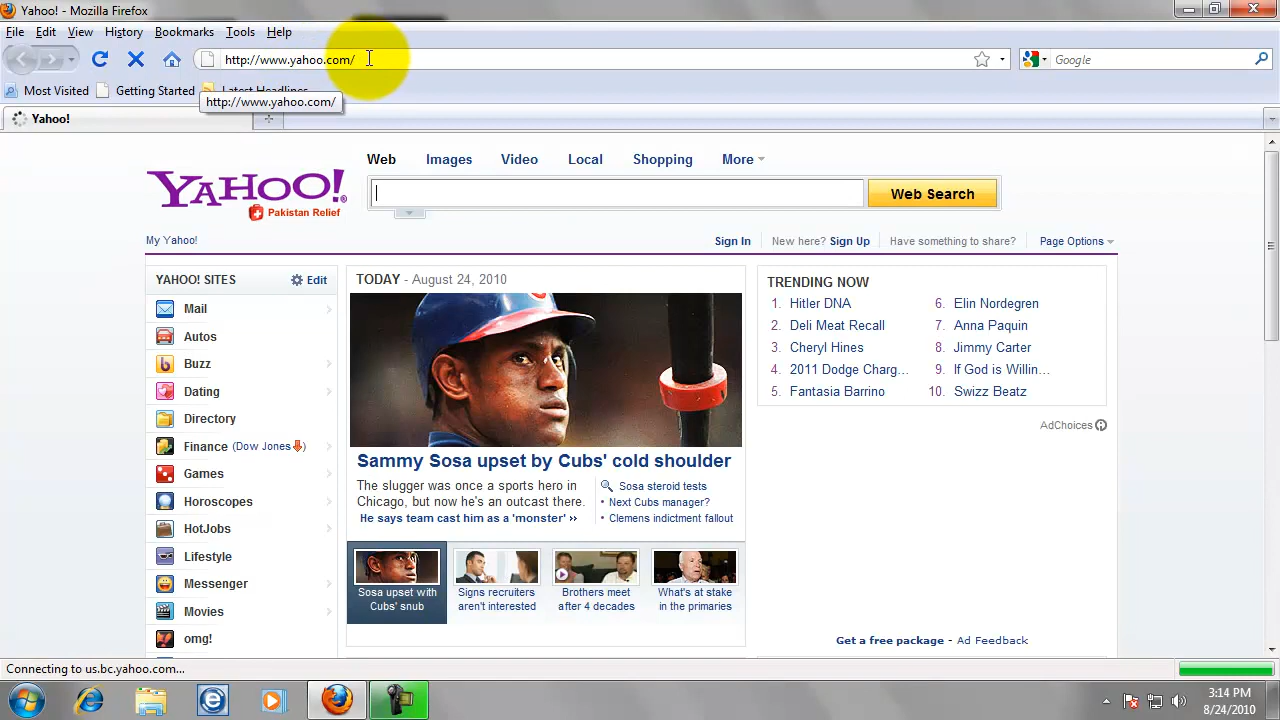 Yahoo! - Mozilla Firefox
File Edit View History Bookmarks Tools Help
http://www.yahoo.com/
Google
Most Visited Getting Started Latest Headlines
http://www.yahoo.com/
Yahoo!
Web Images Video Local Shopping More
YAHOO!
Pakistan Relief
Web Search
My Yahoo!
Sign In New here? Sign Up Have something to share? Page Options
YAHOO! SITES Edit
Mail
Autos
Buzz
Dating
Directory
Finance (Dow Jones)
Games
Horoscopes
HotJobs
Lifestyle
Messenger
Movies
omg!
TODAY - August 24, 2010
Sammy Sosa upset by Cubs' cold shoulder
The slugger was once a sports hero in
Chicago, but now he's an outcast there.
He says team cast him as a 'monster' »
Sosa steroid tests
• Next Cubs manager?
• Clemens indictment fallout
Sosa upset with
Cubs' snub
Signs recruiters
aren't interested
Brothers meet
after 4 decades
What's at stake
in the primaries
TRENDING NOW
1. Hitler DNA
2. Deli Meat Recall
3. Cheryl Hines
4. 2011 Dodge Charg...
5. Fantasia Barrino
6. Elin Nordegren
7. Anna Paquin
8. Jimmy Carter
9. If God is Willin...
10. Swizz Beatz
AdChoices
Get a free package - Ad Feedback
Connecting to us.bc.yahoo.com...
3:14 PM
8/24/2010